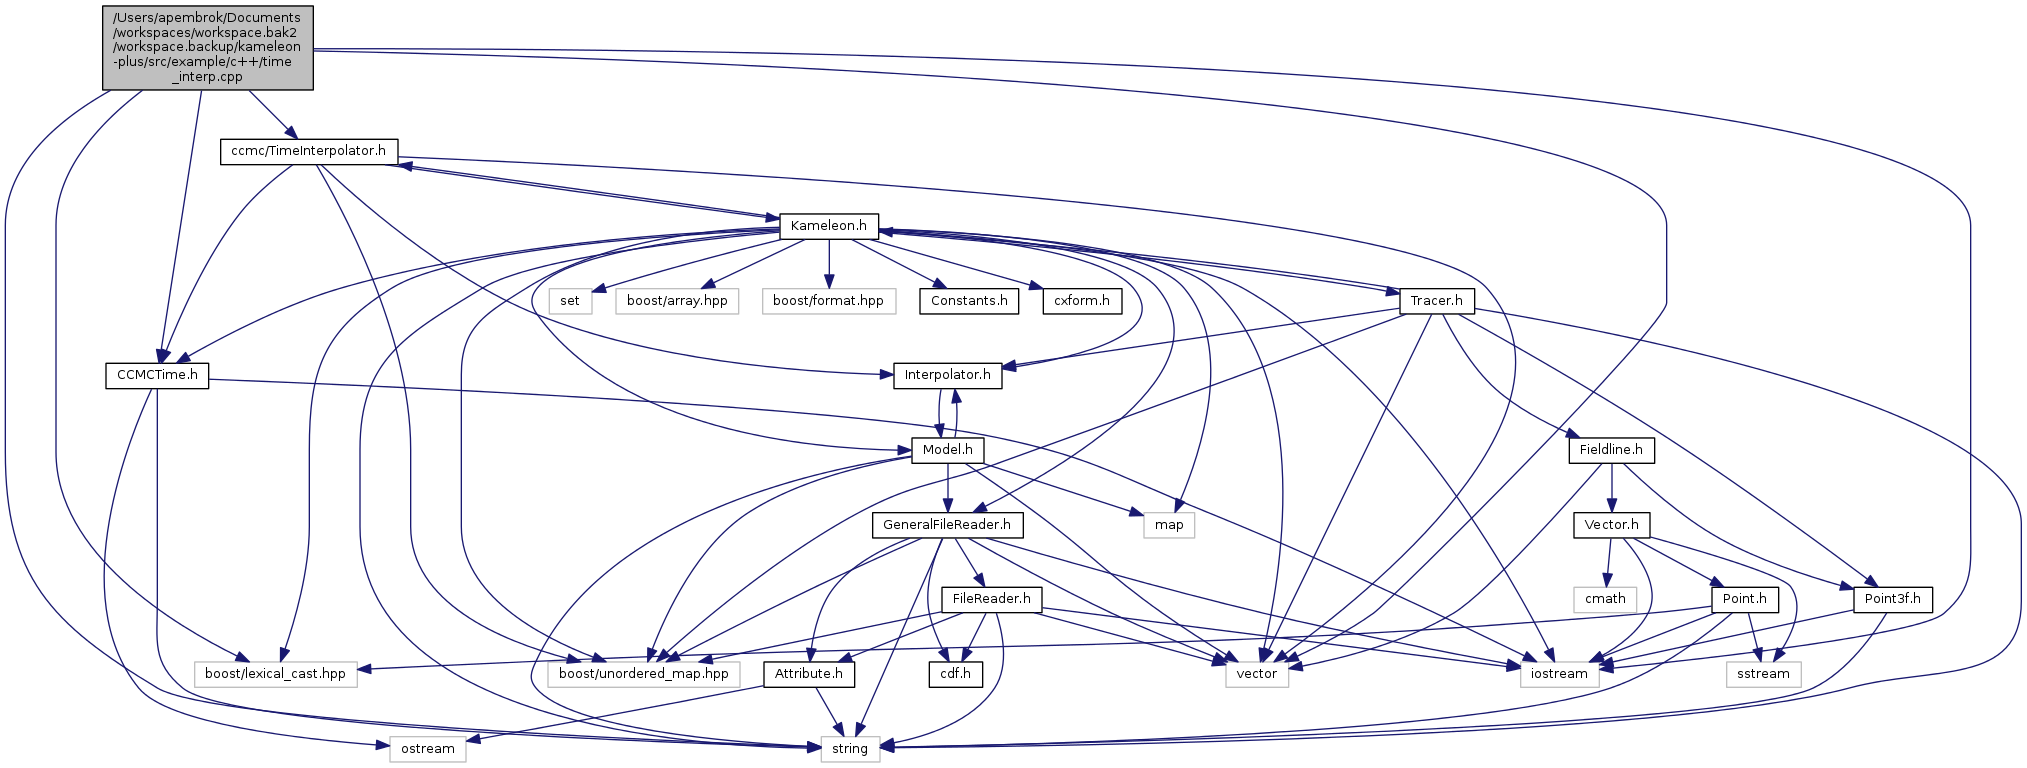 /Users/apembrok/Documents
/workspaces/workspace.bak2
/workspace.backup/kameleon
-plus/src/example/c++/time
_interp.cpp
ccmc/TimeInterpolator.h
Kameleon.h
set
boost/array.hpp
boost/format.hpp
Constants.h
cxform.h
Tracer.h
CCMCTime.h
Interpolator.h
Model.h
Fieldline.h
GeneralFileReader.h
map
Vector.h
FileReader.h
cmath
Point.h
Point3f.h
boost/lexical_cast.hpp
boost/unordered_map.hpp
Attribute.h
cdf.h
vector
iostream
sstream
ostream
string